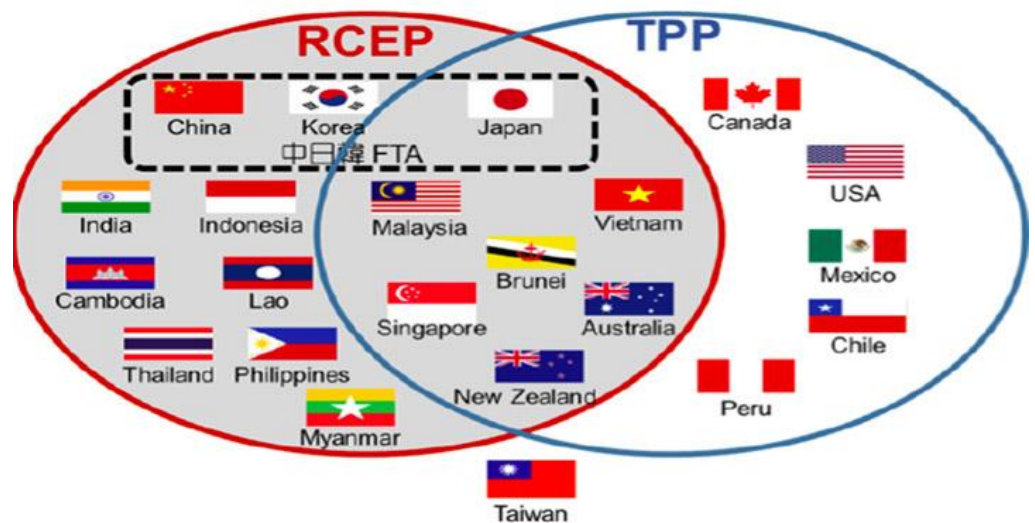 RCEP
TPP
China
Korea
Japan
Canada
中日韓 FTA
USA
India
Indonesia
Malaysia
Vietnam
Mexico
Brunei
Cambodia
Lao
Singapore
Australia
Chile
Thailand
Philippines
New Zealand
Peru
Myanmar
Taiwan